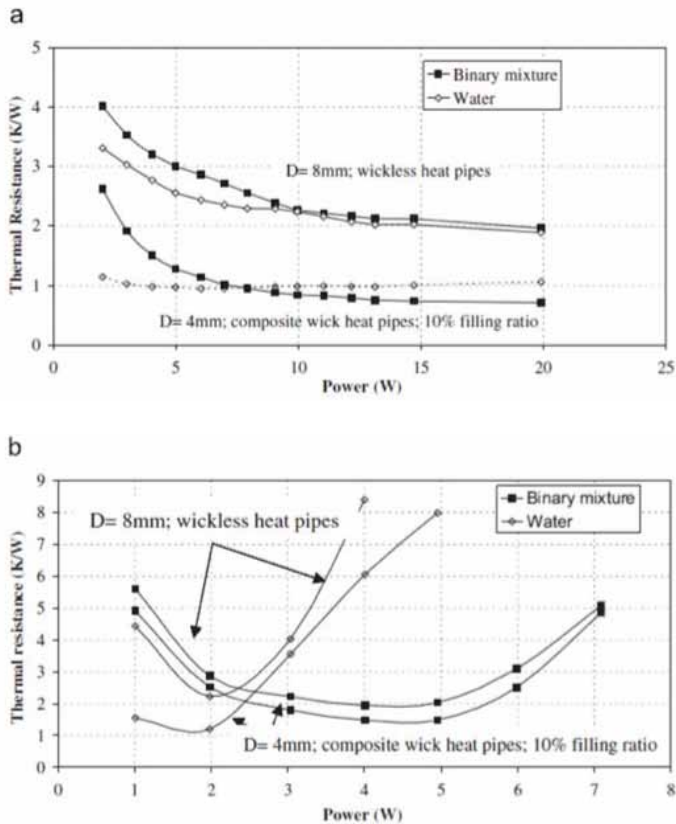 a
5
4
3
2
1
0
Thermal Resistance (K/W)
Binary mixture
Water
D= 8mm; wickless heat pipes
D= 4mm; composite wick heat pipes; 10% filling ratio
0 5 10 15 20 25
Power (W)
b
9
8
7
6
5
4
3
2
1
0
Thermal resistance (K/W)
Binary mixture
Water
D= 8mm; wickless heat pipes
D= 4mm; composite wick heat pipes; 10% filling ratio
0 1 2 3 4 5 6 7 8
Power (W)